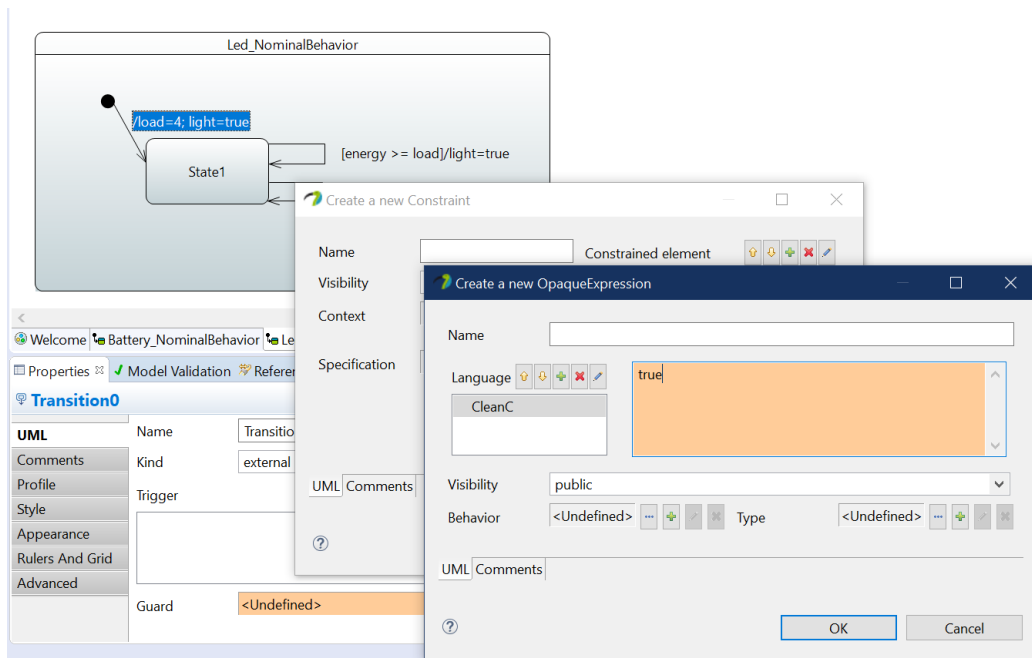 Led_NominalBehavior
/load=4; light=true
State1
[energy >= load]/light=true
Create a new Constraint
Name
Constrained element
Visibility
Context
Specification
UML Comments
Create a new OpaqueExpression
Name
Language
true
CleanC
Visibility
public
Behavior
<Undefined>
Type
<Undefined>
UML Comments
OK
Cancel
Welcome
Battery_NominalBehavior
Le
Properties
Model Validation
Referen
Transition0
UML
Comments
Profile
Style
Appearance
Rulers And Grid
Advanced
Name
Transitio
Kind
external
Trigger
Guard
<Undefined>